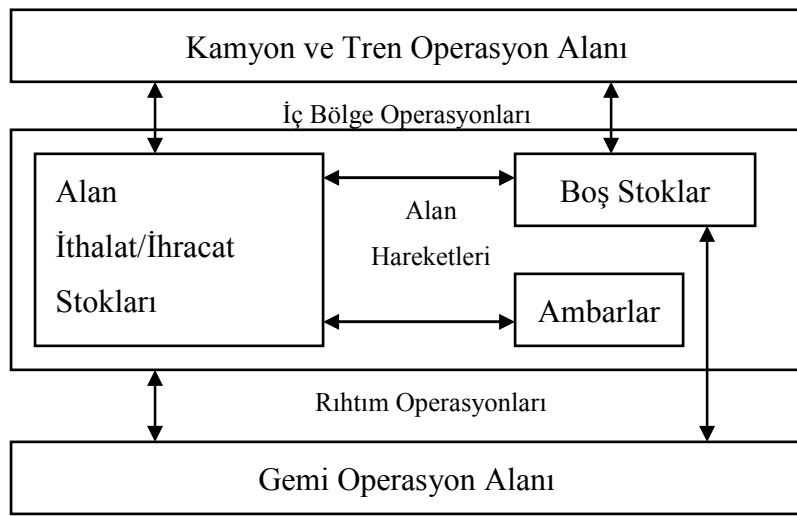 Kamyon ve Tren Operasyon Alanı
İç Bölge Operasyonları
Alan
İthalat/İhracat
Stokları
Alan
Hareketleri
Boş Stoklar
Ambarlar
Rıhtım Operasyonları
Gemi Operasyon Alanı